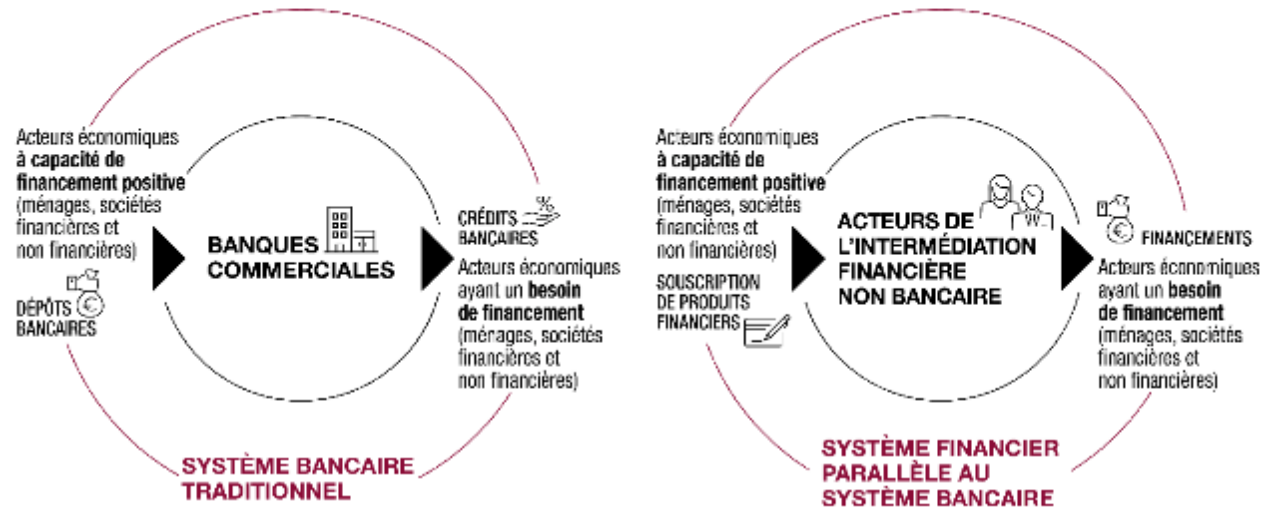 Acteurs économiques
à capacité de
financement positive
(ménages, sociétés
financières et
non financières)
DÉPÔTS
BANCAIRES
BANQUES
COMMERCIALES
%
CRÉDITS
BANÇAIRES
Acteurs économiques
ayant un besoin
de financement
(ménages, sociétés
financières et
non financières)
SYSTÈME BANCAIRE
TRADITIONNEL
Acteurs économiques
à capacité de
financement positive
(ménages, sociétés
financières et
non financières)
SOUSCRIPTION
DE PRODUITS
FINANCIERS
ACTEURS DE
L'INTERMÉDIATION
FINANCIÈRE
NON BANCAIRE
€
FINANCEMENTS
Acteurs économiques
ayant un besoin
de financement
(ménages, sociétés
financières et
non financières)
SYSTÈME FINANCIER
PARALLÈLE AU
SYSTÈME BANCAIRE